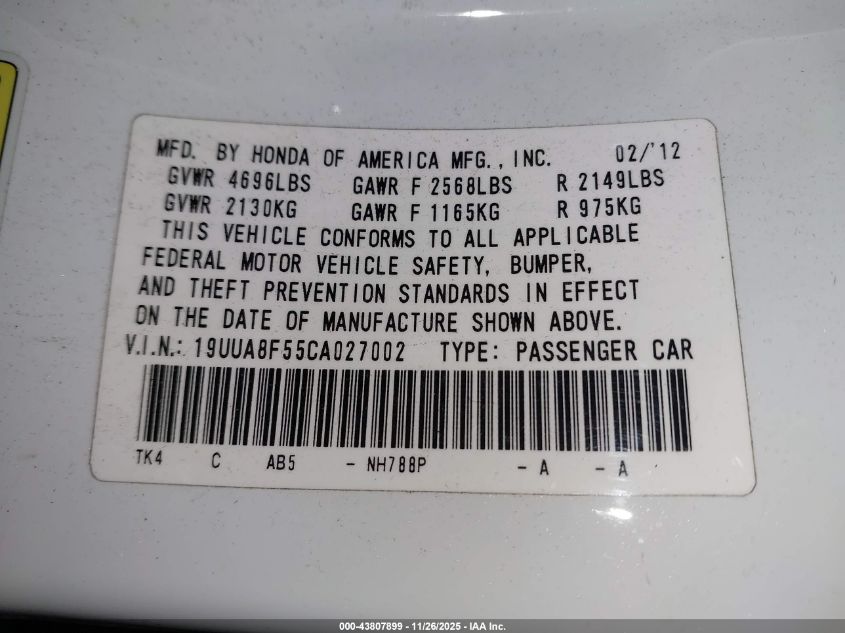 MFD. BY HONDA OF AMERICA MFG., INC. 02/'12
GVWR 4696LBS GAWR F 2568LBS R 2149LBS
GVWR 2130KG GAWR F 1165KG R 975KG
THIS VEHICLE CONFORMS TO ALL APPLICABLE
FEDERAL MOTOR VEHICLE SAFETY, BUMPER,
AND THEFT PREVENTION STANDARDS IN EFFECT
ON THE DATE OF MANUFACTURE SHOWN ABOVE.
V.I.N.: 19UUA8F55CA027002 TYPE: PASSENGER CAR
TK4 C AB5 - NH788P - A - A
000-43807899 - 11/26/2025 - IAA Inc.